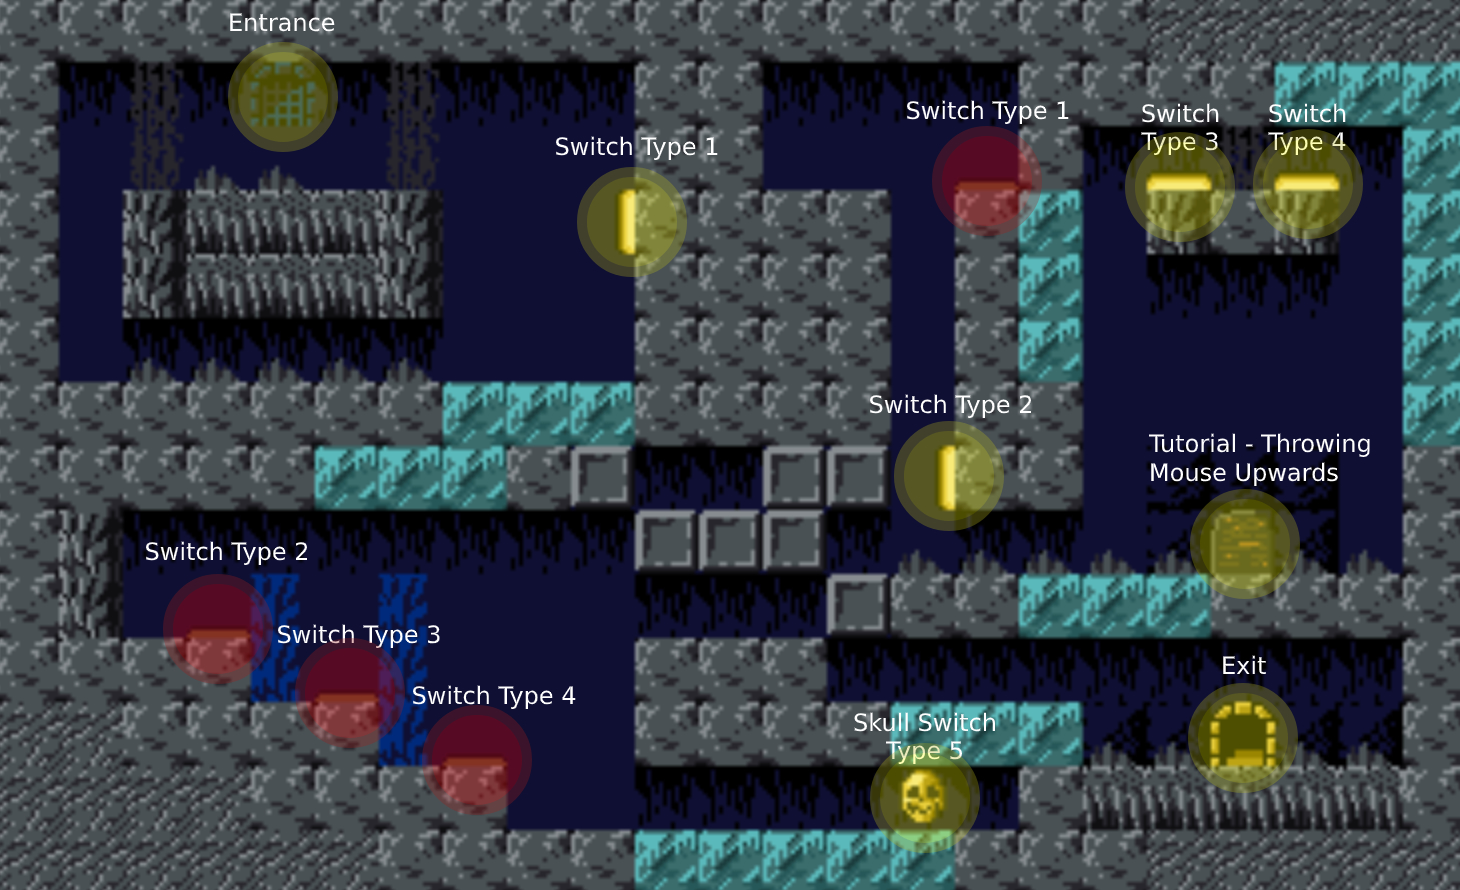 Entrance
Switch Type 1
Switch Type 1
Switch
Type 3
Switch
Type 4
Switch Type 2
Tutorial - Throwing
Mouse Upwards
Switch Type 2
Switch Type 3
Switch Type 4
Exit
Skull Switch
Type 5